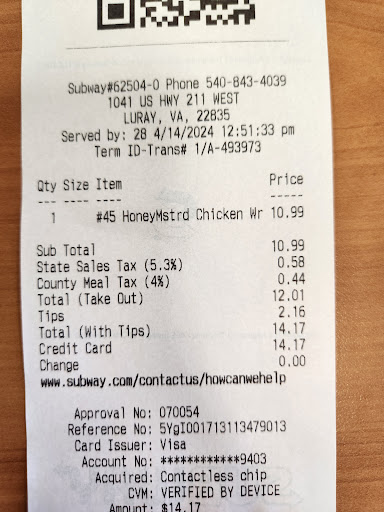 Subway#62504-0 Phone 540-843-4039
1041 US HWY 211 WEST
LURAY, VA, 22835
Served by: 28 4/14/2024 12:51:33 pm
Term ID-Trans# 1/A-493973
Qty Size Item Price
--- ---- ---- -----
1 #45 HoneyMstrd Chicken Wr 10.99
Sub Total 10.99
State Sales Tax (5.3%) 0.58
County Meal Tax (4%) 0.44
Total (Take Out) 12.01
Tips 2.16
Total (With Tips) 14.17
Credit Card 14.17
Change 0.00
www.subway.com/contactus/howcanwehelp
Approval No: 070054
Reference No: 5YgI001713113479013
Card Issuer: Visa
Account No: ************9403
Acquired: Contactless chip
CVM: VERIFIED BY DEVICE
Amount: $14.17